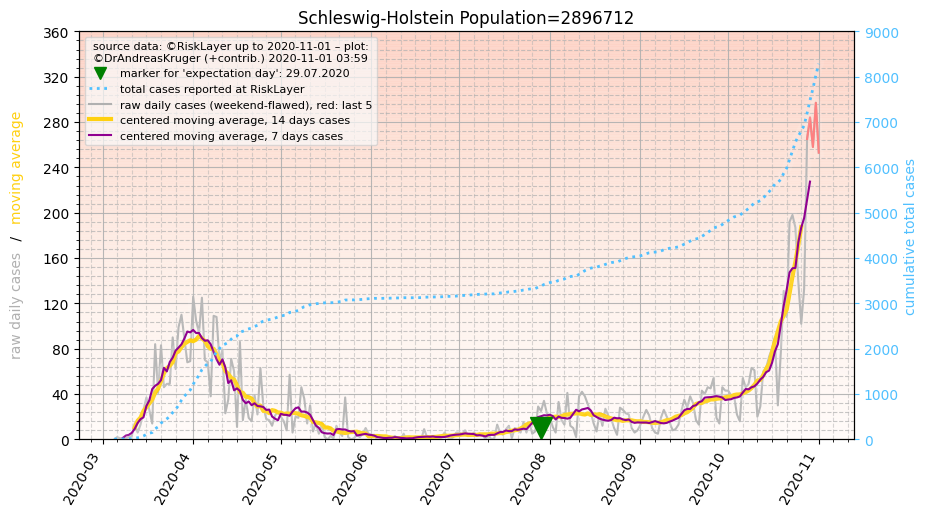 Schleswig-Holstein Population=2896712
source data: ©RiskLayer up to 2020-11-01 – plot:
©DrAndreasKruger (+contrib.) 2020-11-01 03:59
marker for 'expectation day': 29.07.2020
total cases reported at RiskLayer
raw daily cases (weekend-flawed), red: last 5
centered moving average, 14 days cases
centered moving average, 7 days cases
raw daily cases / moving average
360
320
280
240
200
160
120
80
40
0
9000
8000
7000
6000
5000
4000
3000
2000
1000
0
cumulative total cases
2020-03
2020-04
2020-05
2020-06
2020-07
2020-08
2020-09
2020-10
2020-11